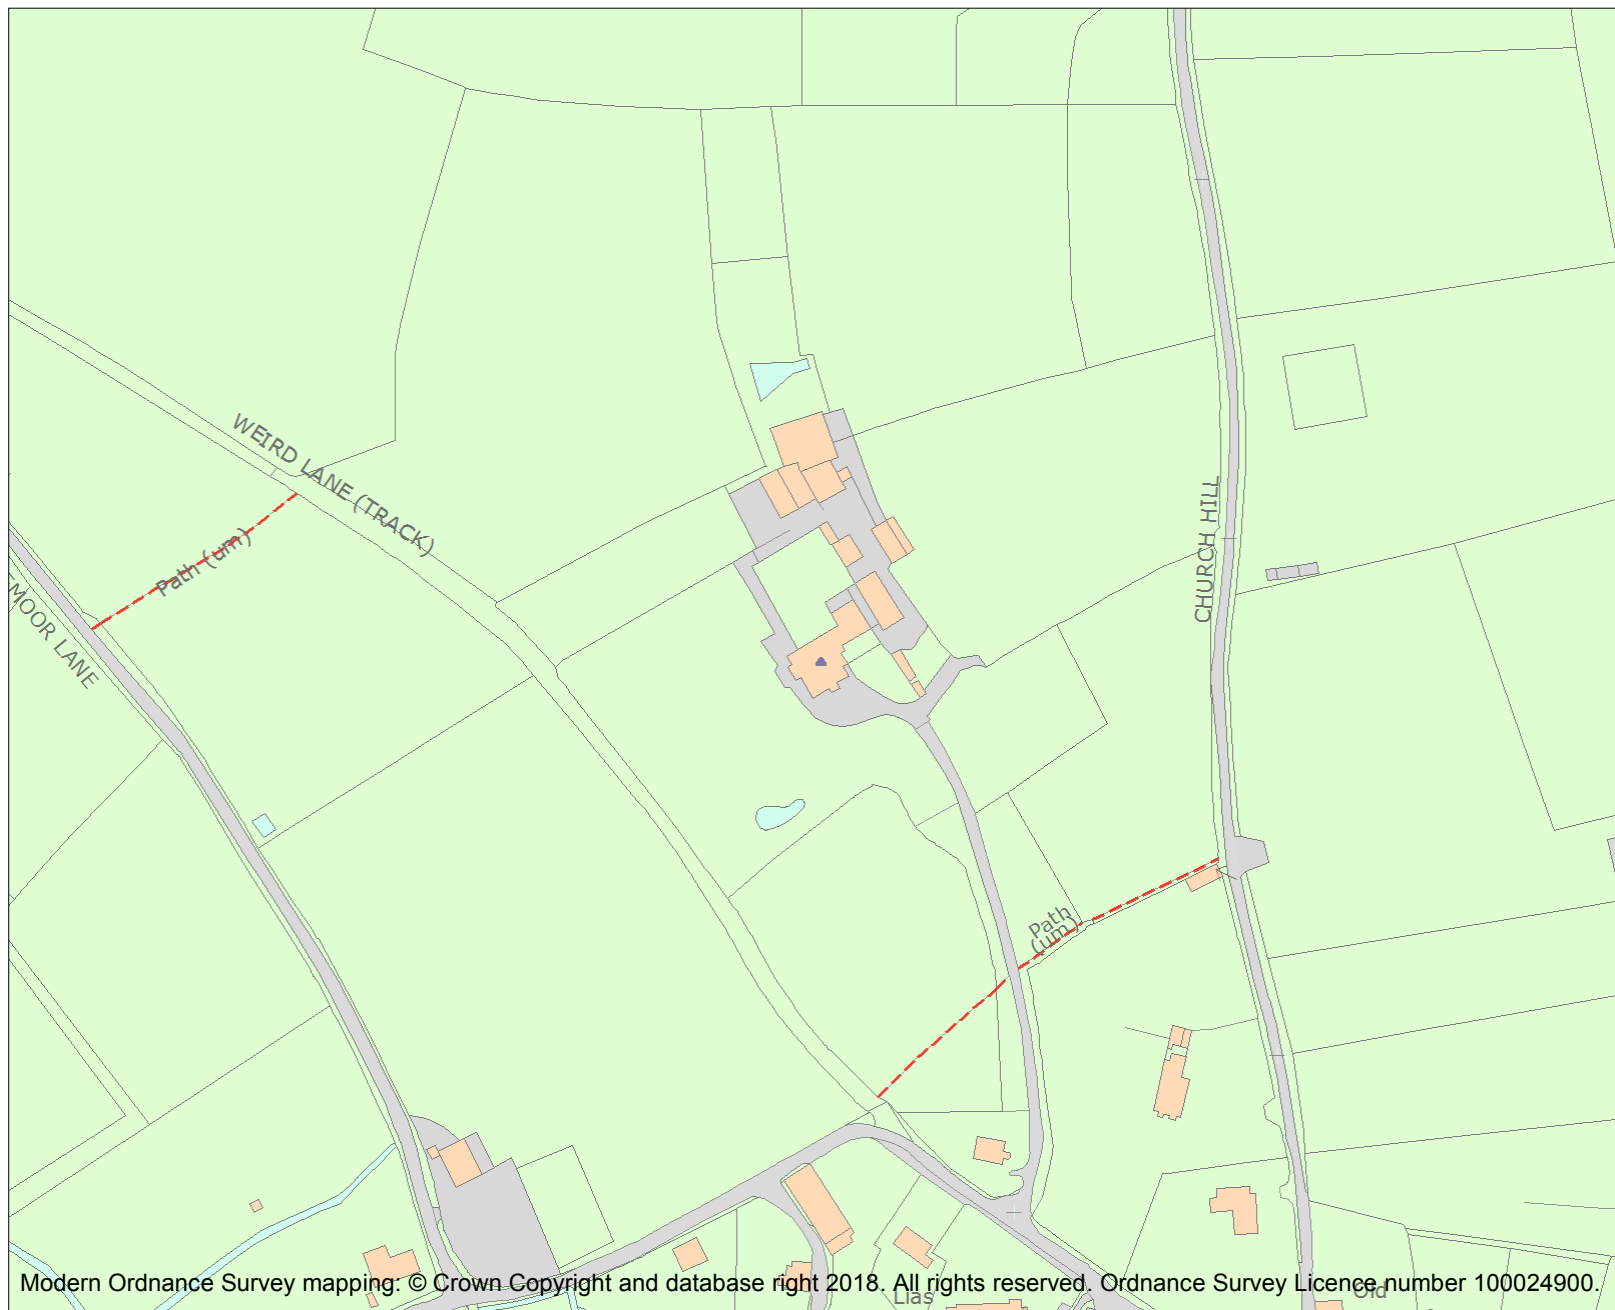 WEIRD LANE (TRACK)
Path (um)
MOOR LANE
CHURCH HILL
Path
(um)
Lias
Old
Modern Ordnance Survey mapping: © Crown Copyright and database right 2018. All rights reserved. Ordnance Survey Licence number 100024900.